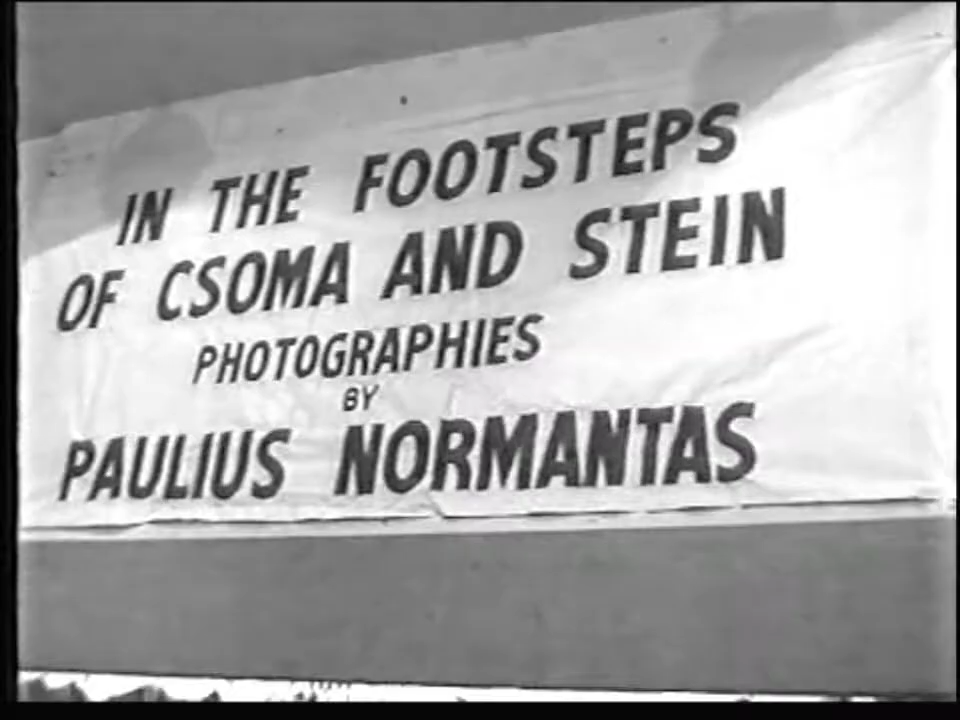 IN THE FOOTSTEPS
OF CSOMA AND STEIN
PHOTOGRAPHIES
BY
PAULIUS NORMANTAS